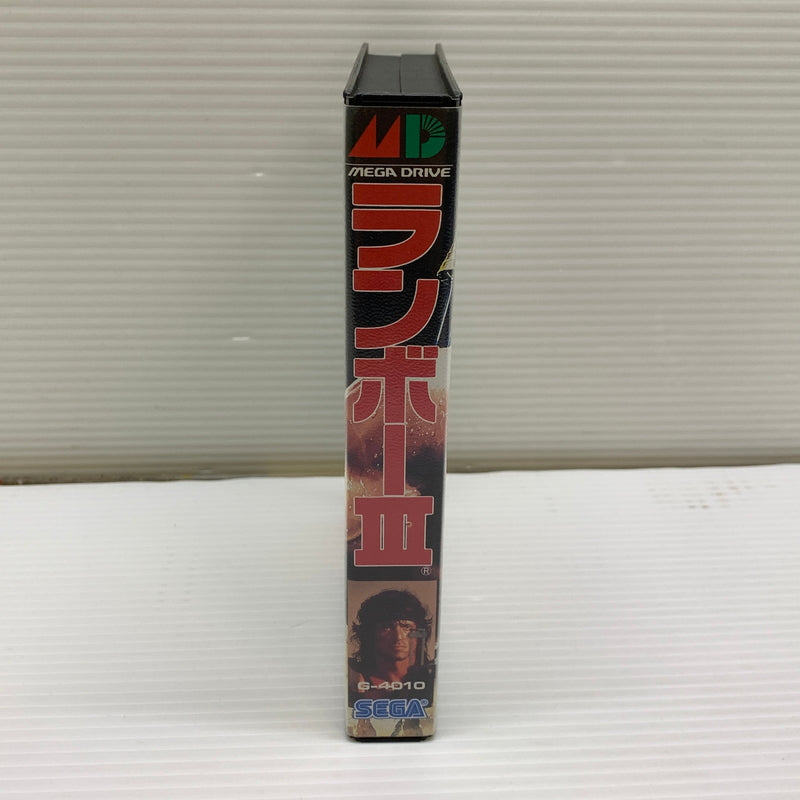 MD
MEGA DRIVE
ランボーIII
®
G-4010
SEGA®